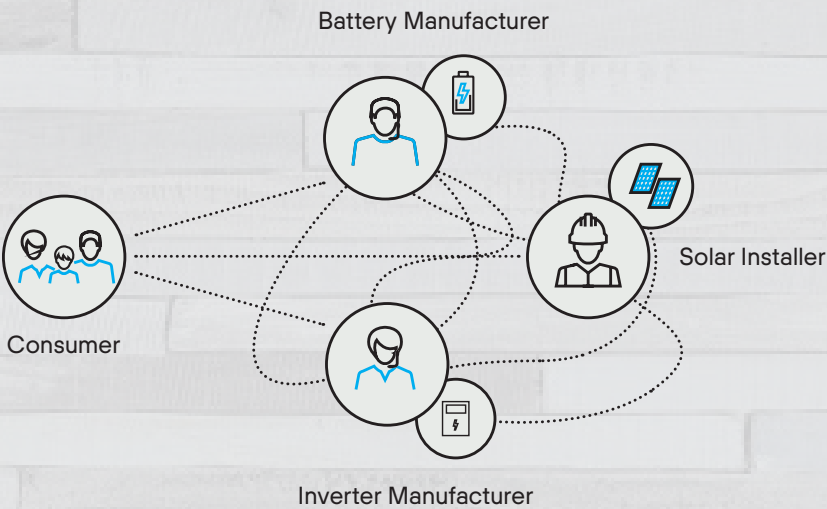 Battery Manufacturer
Solar Installer
Consumer
Inverter Manufacturer